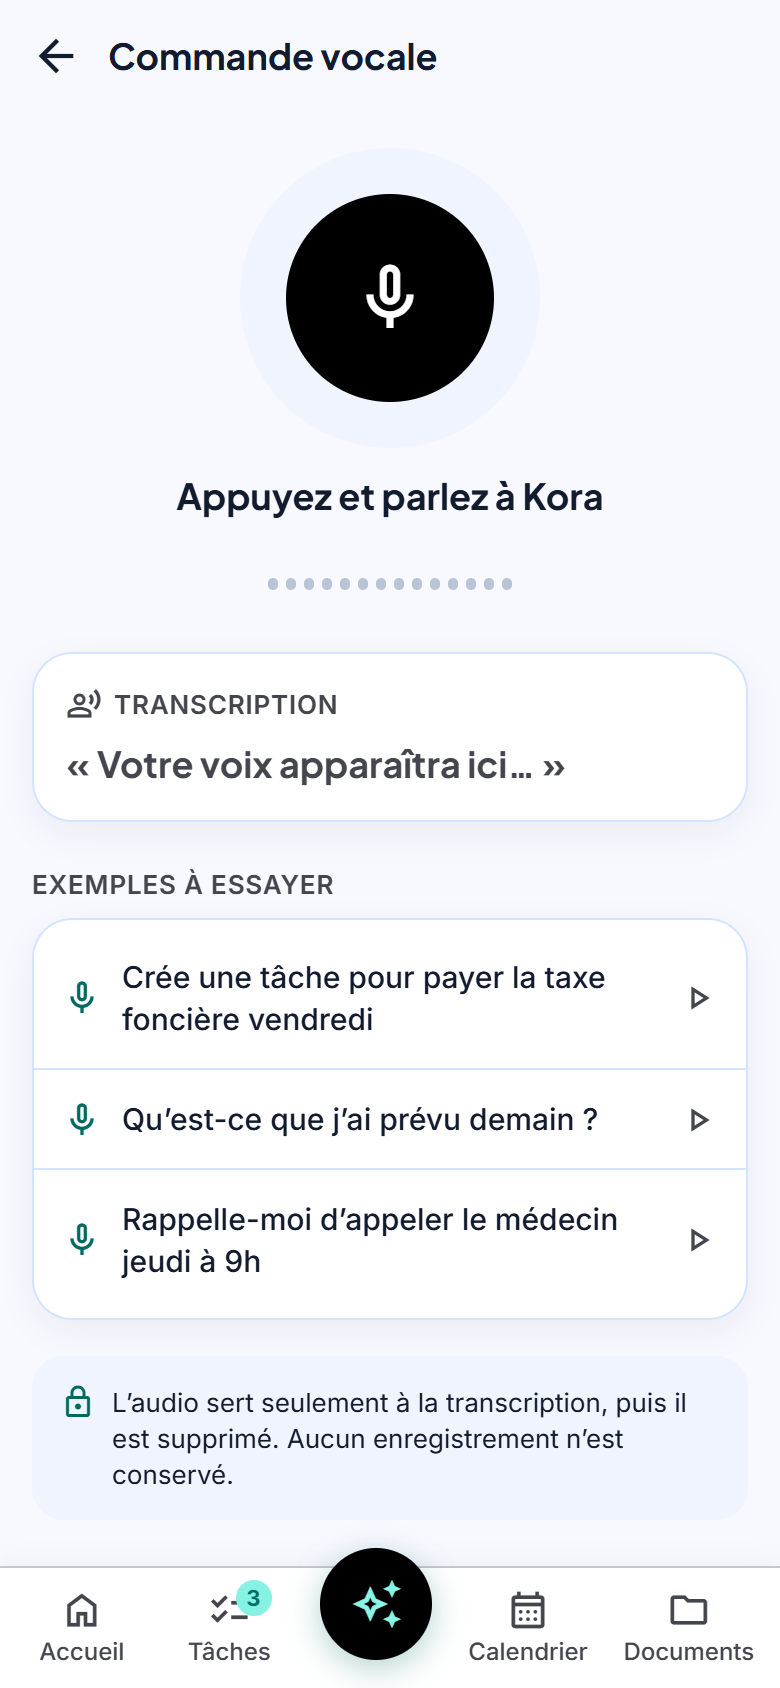 Commande vocale
Appuyez et parlez à Kora
TRANSCRIPTION
« Votre voix apparaîtra ici… »
EXEMPLES À ESSAYER
Crée une tâche pour payer la taxe
foncière vendredi
Qu’est-ce que j’ai prévu demain ?
Rappelle-moi d’appeler le médecin
jeudi à 9h
L’audio sert seulement à la transcription, puis il
est supprimé. Aucun enregistrement n’est
conservé.
3
Accueil
Tâches
Calendrier
Documents